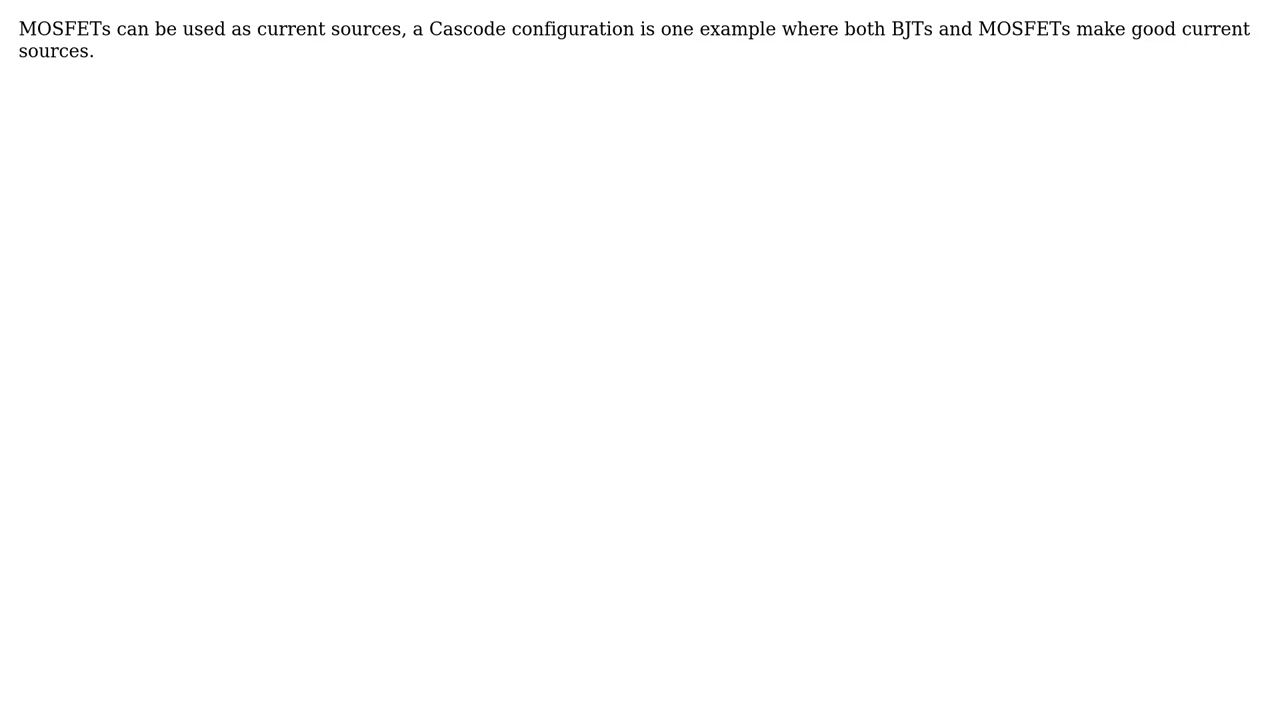 MOSFETs can be used as current sources, a Cascode configuration is one example where both BJTs and MOSFETs make good current
sources.